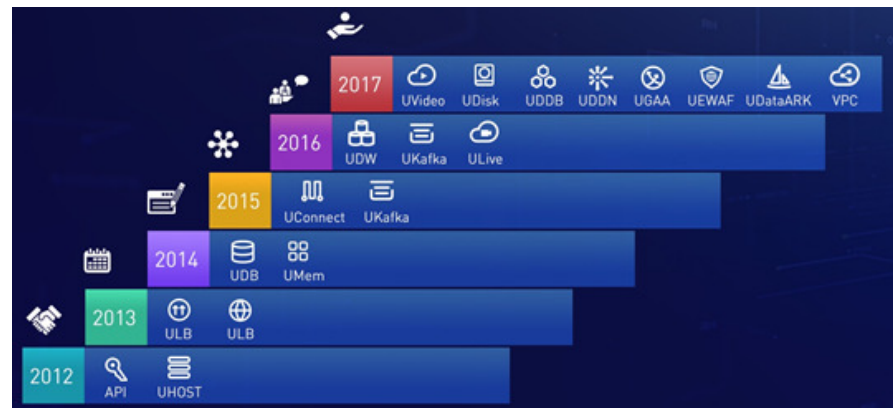 2017 UVideo UDisk UDDB UDDN UGAA UEWAF UDataARK VPC
2016 UDW UKafka ULive
2015 UConnect UKafka
2014 UDB UMem
2013 ULB ULB
2012 API UHOST